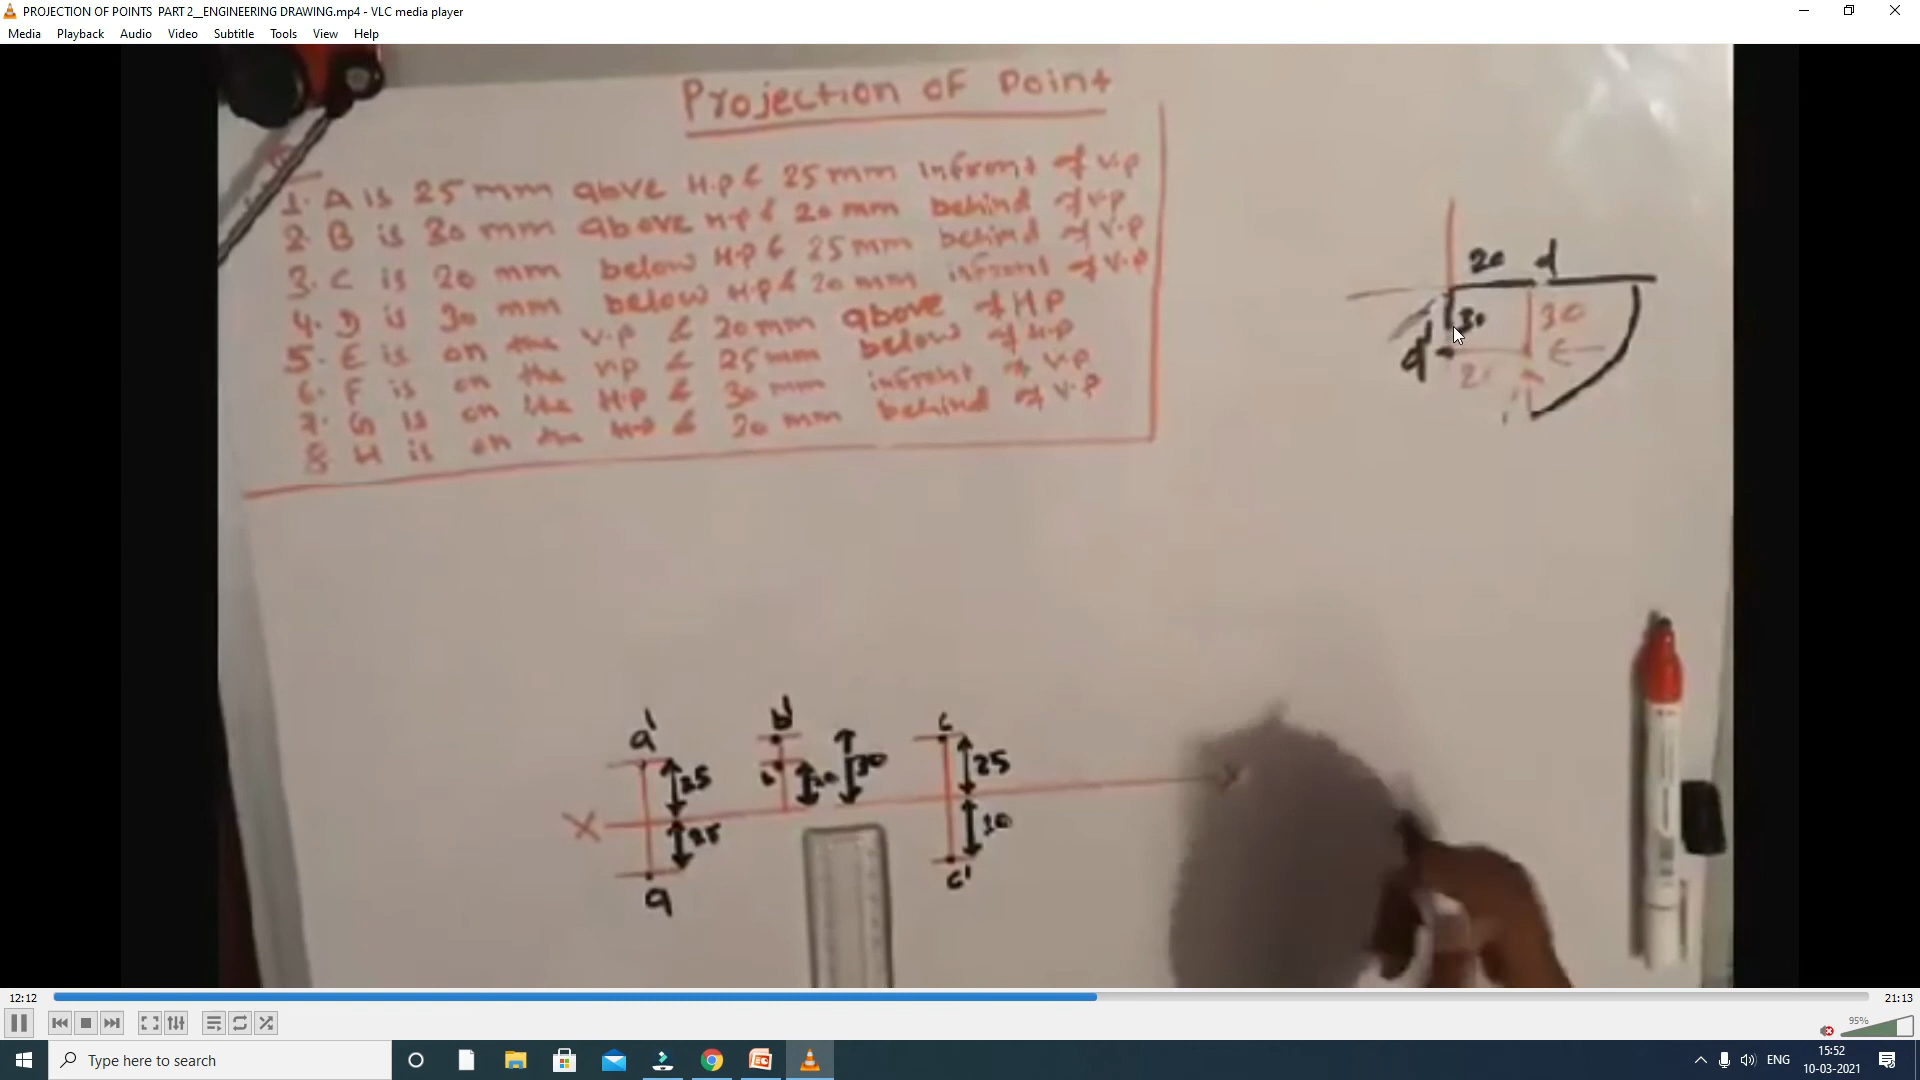 PROJECTION OF POINTS PART 2__ENGINEERING DRAWING.mp4 - VLC media player
Media Playback Audio Video Subtitle Tools View Help
Projection of Point
1. A is 25 mm above H.P & 25 mm infront of V.P
2. B is 30 mm above H.P & 20 mm behind of V.P
3. C is 20 mm below H.P & 25 mm behind of V.P
4. D is 30 mm below H.P & 20 mm infront of V.P
5. E is on the V.P & 20 mm above of H P
6. F is on the V.P & 25 mm below of H.P
7. G is on the H.P & 30 mm infront of V.P
8. H is on the H.P & 20 mm behind of V.P
20 d
30 30
d'
a' b' c
25 20 30 25
X
25 10
a c'
12:12 21:13
95%
Type here to search
ENG
15:52
10-03-2021